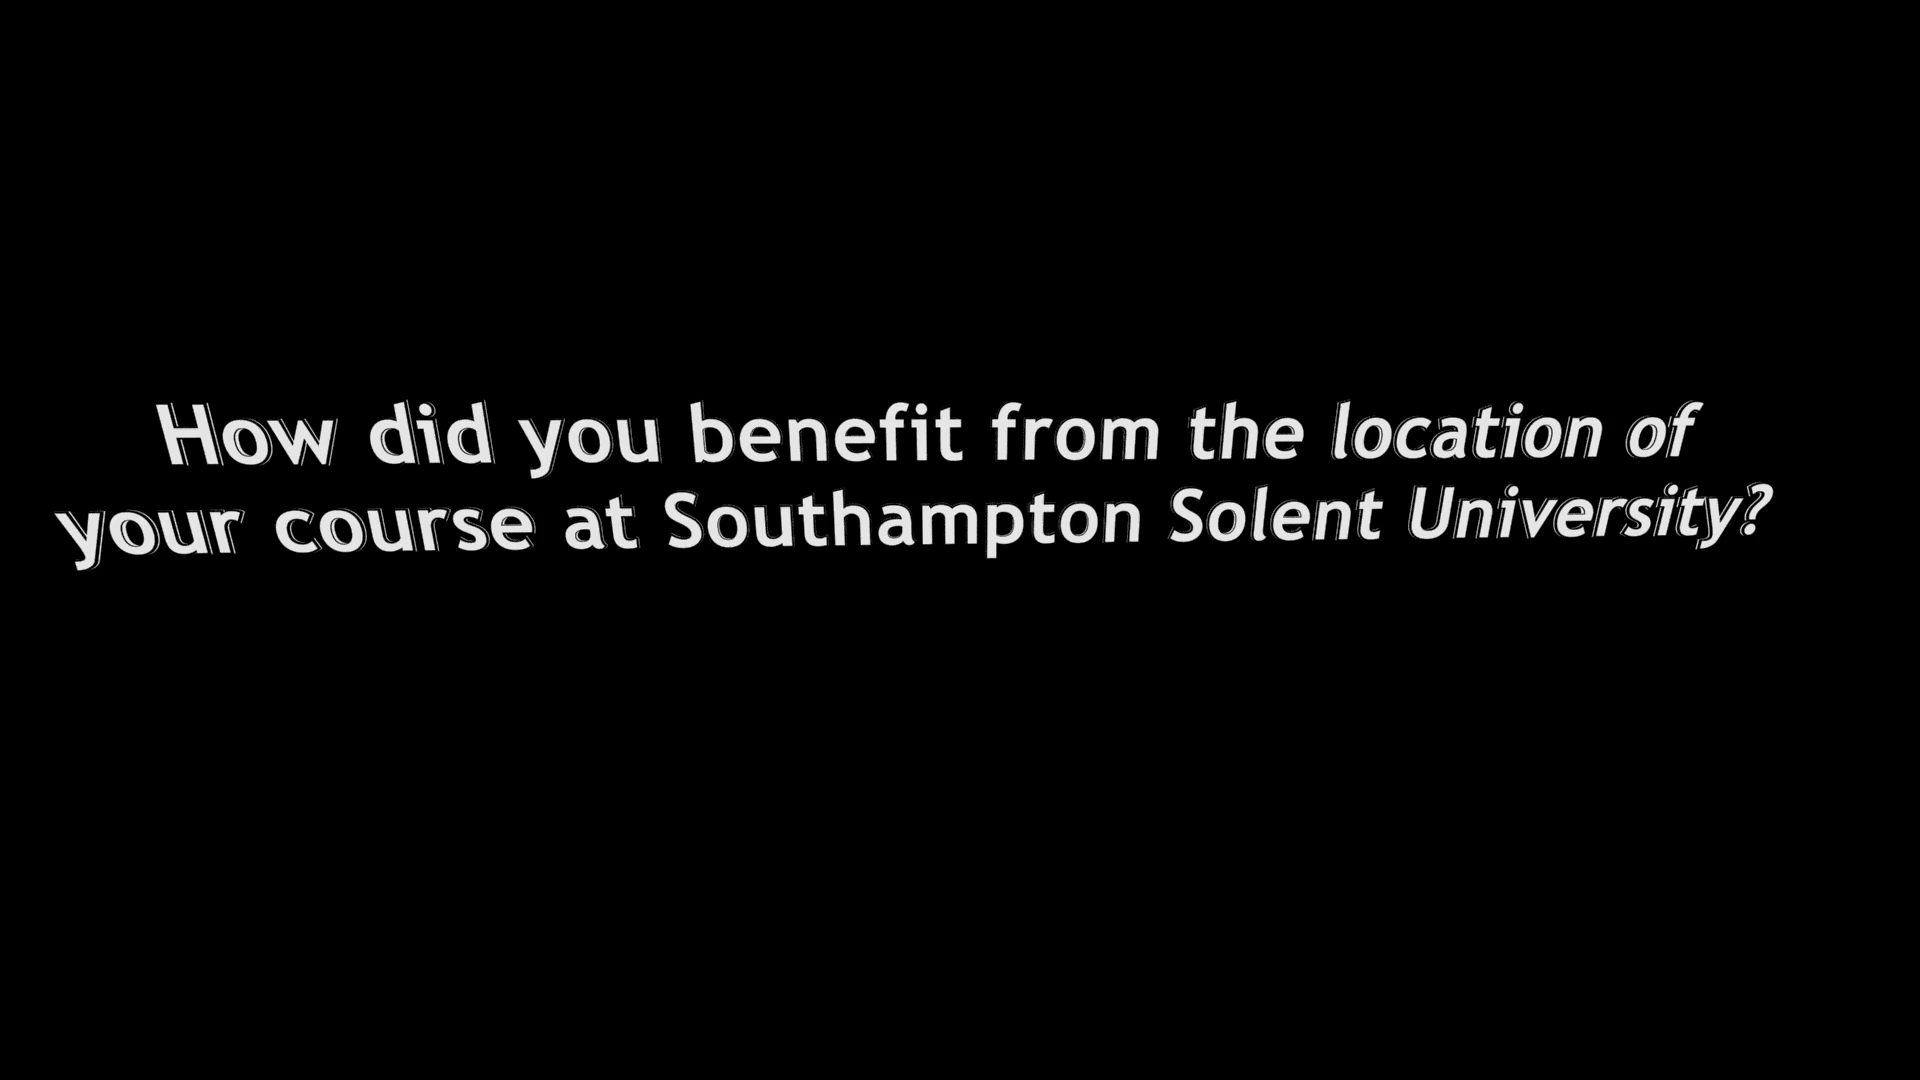 How did you benefit from the location of
your course at Southampton Solent University?